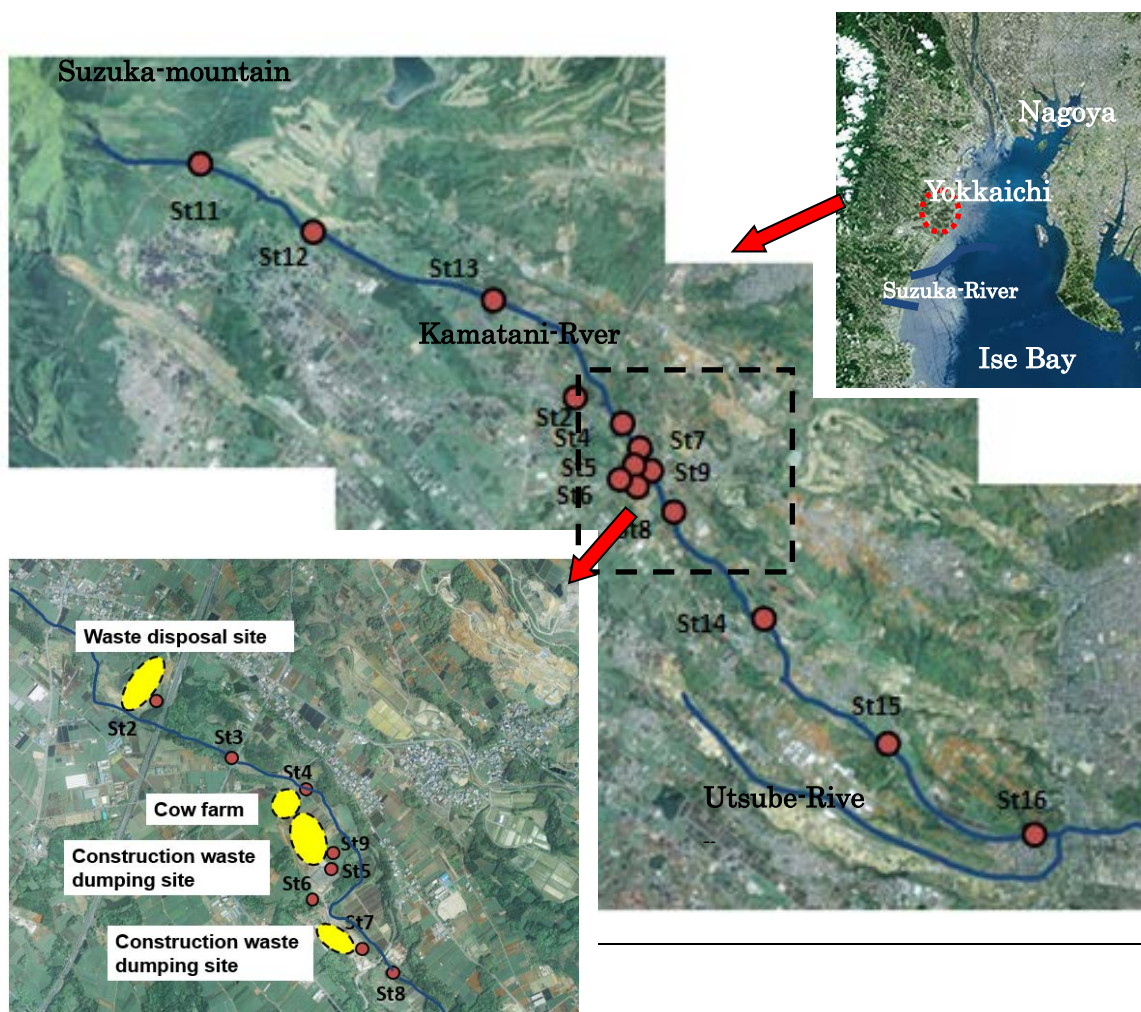 Suzuka-mountain
Nagoya
Yokkaichi
Suzuka-River
Ise Bay
St11
St12
St13
Kamatani-Rver
St2
St4
St7
St5
St9
St6
St8
St14
St15
Utsube-Rive
--
St16
Waste disposal site
St2
St3
St4
Cow farm
Construction waste
dumping site
St9
St5
St6
St7
Construction waste
dumping site
St8